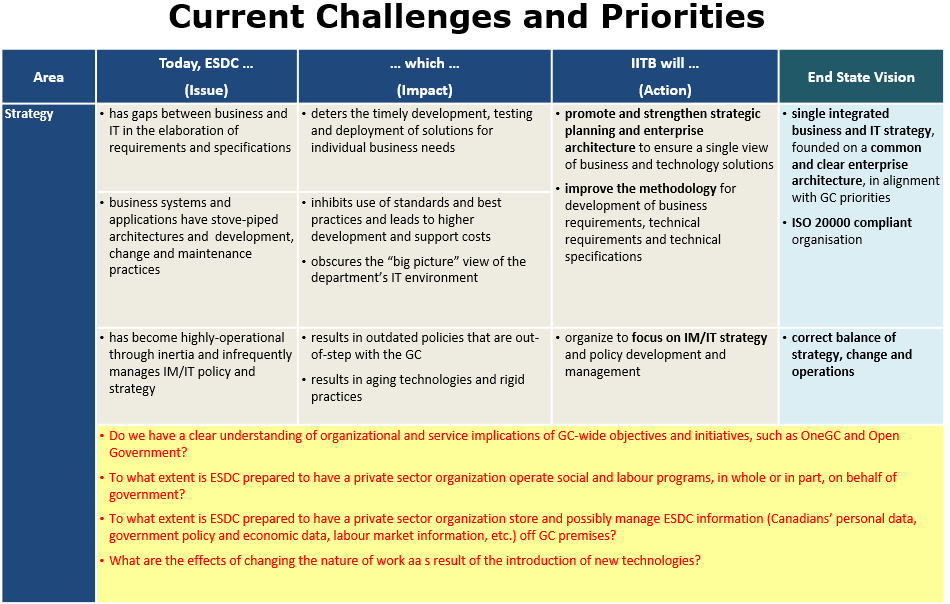 Current Challenges and Priorities
Area
Today, ESDC ...
(Issue)
... which ...
(Impact)
IITB will ...
(Action)
End State Vision
Strategy
• has gaps between business and
IT in the elaboration of
requirements and specifications
• deters the timely development, testing
and deployment of solutions for
individual business needs
• promote and strengthen strategic
planning and enterprise
architecture to ensure a single view
of business and technology solutions
• improve the methodology for
development of business
requirements, technical
requirements and technical
specifications
• single integrated
business and IT strategy,
founded on a common
and clear enterprise
architecture, in alignment
with GC priorities
• ISO 20000 compliant
organisation
• business systems and
applications have stove-piped
architectures and development,
change and maintenance
practices
• inhibits use of standards and best
practices and leads to higher
development and support costs
• obscures the “big picture” view of the
department’s IT environment
• has become highly-operational
through inertia and infrequently
manages IM/IT policy and
strategy
• results in outdated policies that are out-
of-step with the GC
• results in aging technologies and rigid
practices
• organize to focus on IM/IT strategy
and policy development and
management
• correct balance of
strategy, change and
operations
• Do we have a clear understanding of organizational and service implications of GC-wide objectives and initiatives, such as OneGC and Open
Government?
• To what extent is ESDC prepared to have a private sector organization operate social and labour programs, in whole or in part, on behalf of
government?
• To what extent is ESDC prepared to have a private sector organization store and possibly manage ESDC information (Canadians’ personal data,
government policy and economic data, labour market information, etc.) off GC premises?
• What are the effects of changing the nature of work aa s result of the introduction of new technologies?